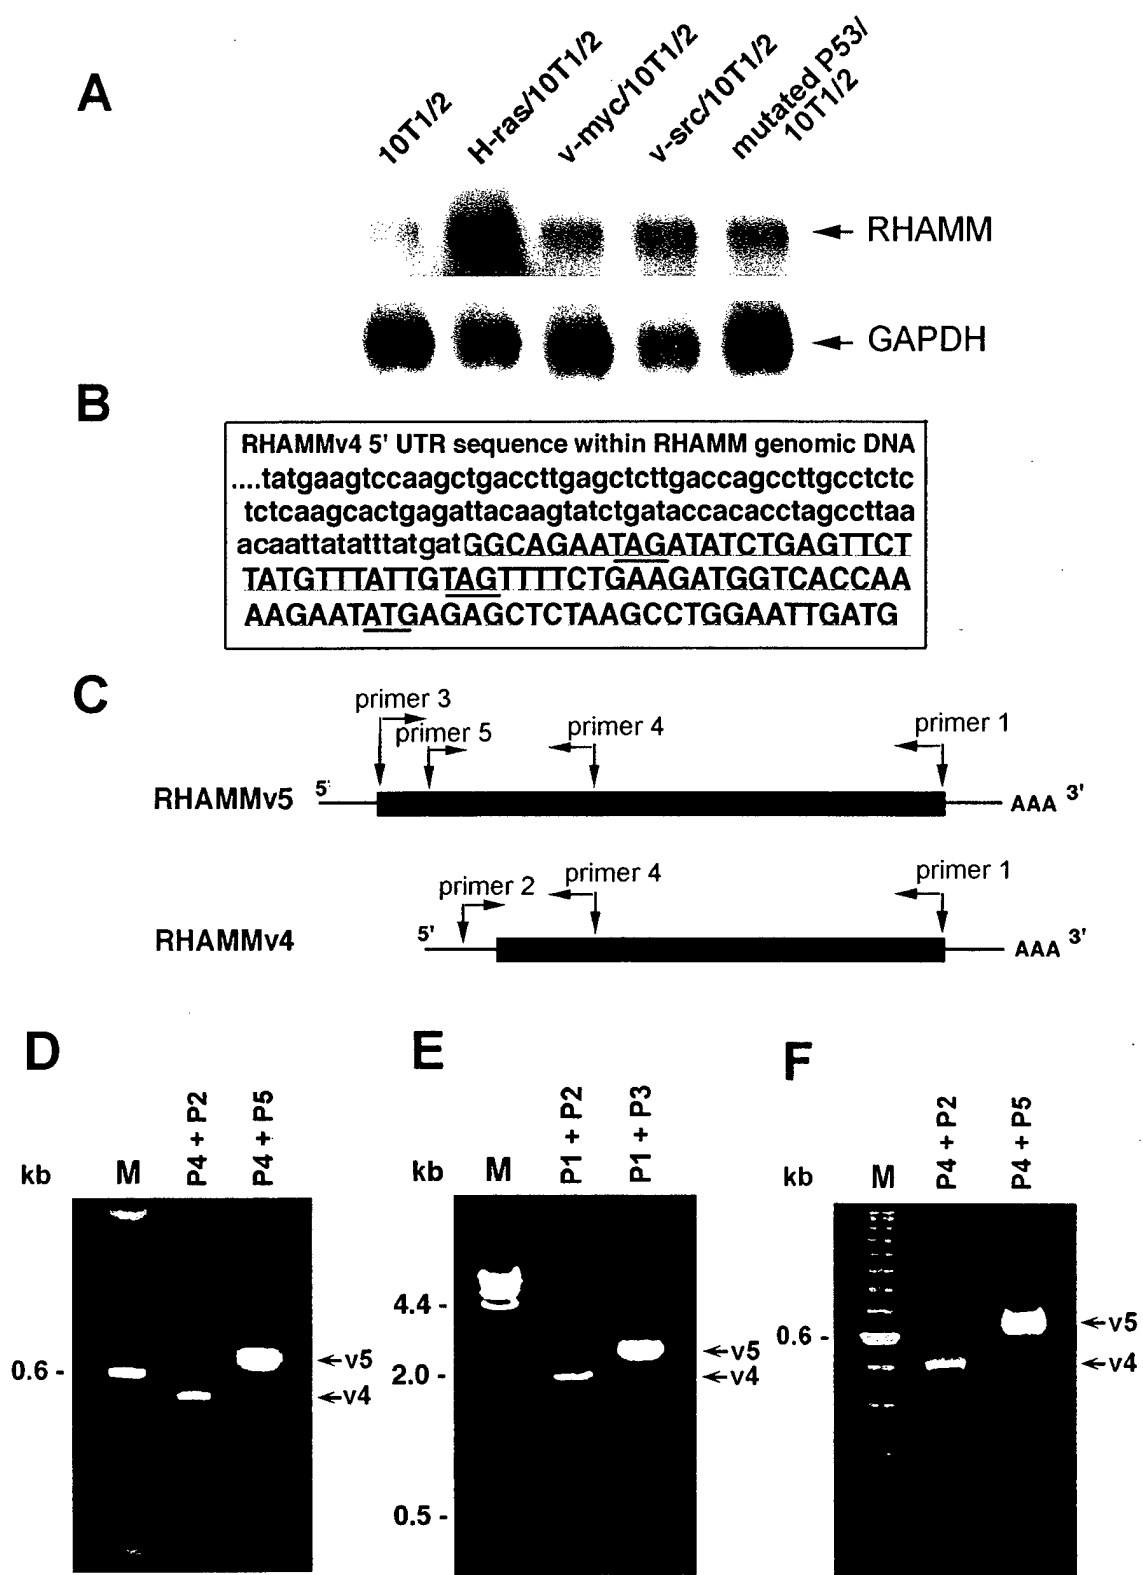 A
10T1/2
H-ras/10T1/2
v-myc/10T1/2
v-src/10T1/2
mutated P53/
10T1/2
RHAMM
GAPDH
B
RHAMMv4 5' UTR sequence within RHAMM genomic DNA
....tatgaagtccaagctgaccttgagctcttgaccagccttgcctctc
tctcaagcactgagattacaagtatctgataccacacctagccttaa
acaattatatttatgatGGCAGAATAGATATCTGAGTTCT
TATGTTTATTGTAGTTTTCTGAAGATGGTCACCAA
AAGAATATGAGAGCTCTAAGCCTGGAATTGATG
C
primer 3
primer 5
primer 4
primer 1
RHAMMv5
5'
AAA 3'
primer 2
primer 4
primer 1
RHAMMv4
5'
AAA 3'
D
kb
M
P4 + P2
P4 + P5
0.6 -
v5
v4
E
kb
M
P1 + P2
P1 + P3
4.4 -
2.0 -
0.5 -
v5
v4
F
kb
M
P4 + P2
P4 + P5
0.6 -
v5
v4